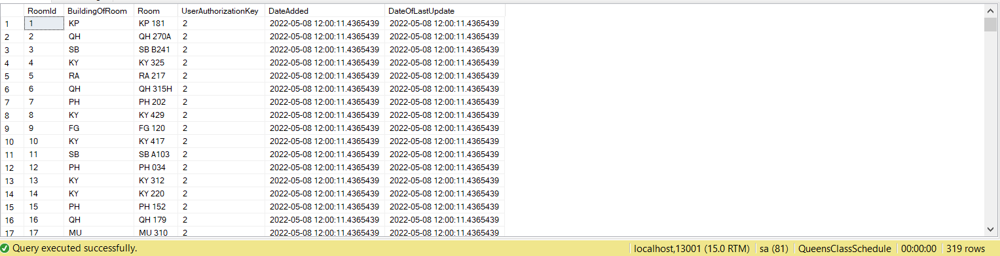 RoomId BuildingOfRoom Room UserAuthorizationKey DateAdded DateOfLastUpdate
1 1 KP KP 181 2 2022-05-08 12:00:11.4365439 2022-05-08 12:00:11.4365439
2 2 QH QH 270A 2 2022-05-08 12:00:11.4365439 2022-05-08 12:00:11.4365439
3 3 SB SB B241 2 2022-05-08 12:00:11.4365439 2022-05-08 12:00:11.4365439
4 4 KY KY 325 2 2022-05-08 12:00:11.4365439 2022-05-08 12:00:11.4365439
5 5 RA RA 217 2 2022-05-08 12:00:11.4365439 2022-05-08 12:00:11.4365439
6 6 QH QH 315H 2 2022-05-08 12:00:11.4365439 2022-05-08 12:00:11.4365439
7 7 PH PH 202 2 2022-05-08 12:00:11.4365439 2022-05-08 12:00:11.4365439
8 8 KY KY 429 2 2022-05-08 12:00:11.4365439 2022-05-08 12:00:11.4365439
9 9 FG FG 120 2 2022-05-08 12:00:11.4365439 2022-05-08 12:00:11.4365439
10 10 KY KY 417 2 2022-05-08 12:00:11.4365439 2022-05-08 12:00:11.4365439
11 11 SB SB A103 2 2022-05-08 12:00:11.4365439 2022-05-08 12:00:11.4365439
12 12 PH PH 034 2 2022-05-08 12:00:11.4365439 2022-05-08 12:00:11.4365439
13 13 KY KY 312 2 2022-05-08 12:00:11.4365439 2022-05-08 12:00:11.4365439
14 14 KY KY 220 2 2022-05-08 12:00:11.4365439 2022-05-08 12:00:11.4365439
15 15 PH PH 152 2 2022-05-08 12:00:11.4365439 2022-05-08 12:00:11.4365439
16 16 QH QH 179 2 2022-05-08 12:00:11.4365439 2022-05-08 12:00:11.4365439
17 17 MU MU 310 2 2022-05-08 12:00:11.4365439 2022-05-08 12:00:11.4365439
Query executed successfully. localhost,13001 (15.0 RTM) sa (81) QueensClassSchedule 00:00:00 319 rows